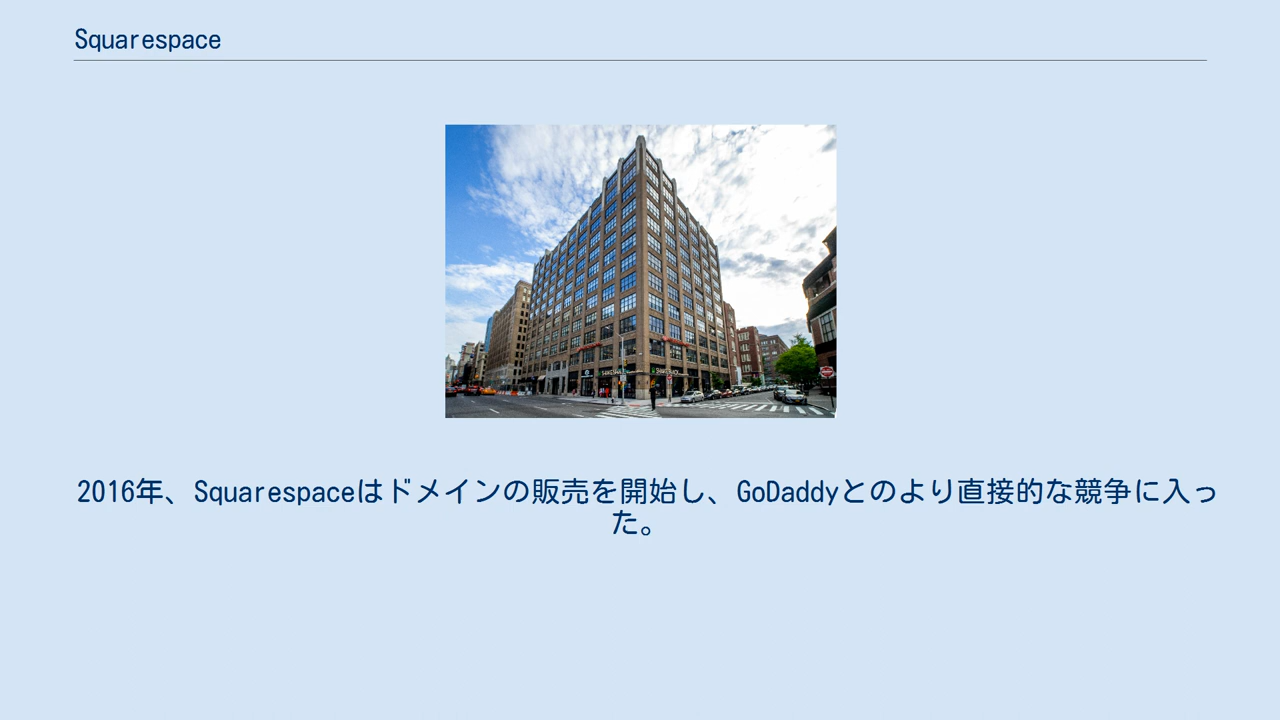 Squarespace
2016年、Squarespaceはドメインの販売を開始し、GoDaddyとのより直接的な競争に入っ
た。